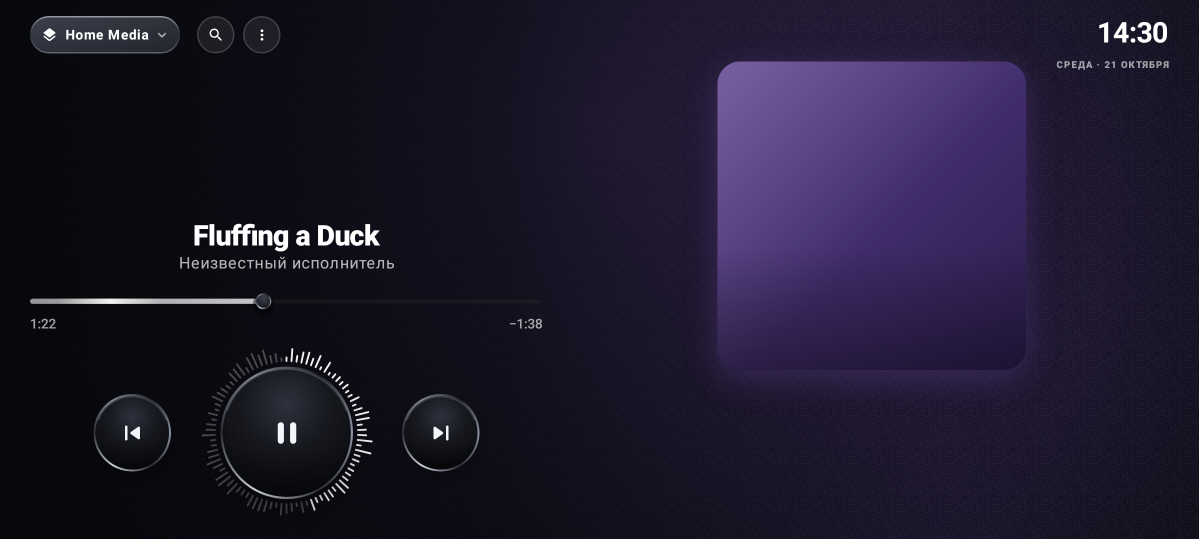 Home Media
14:30
СРЕДА · 21 ОКТЯБРЯ
Fluffing a Duck
Неизвестный исполнитель
1:22
−1:38